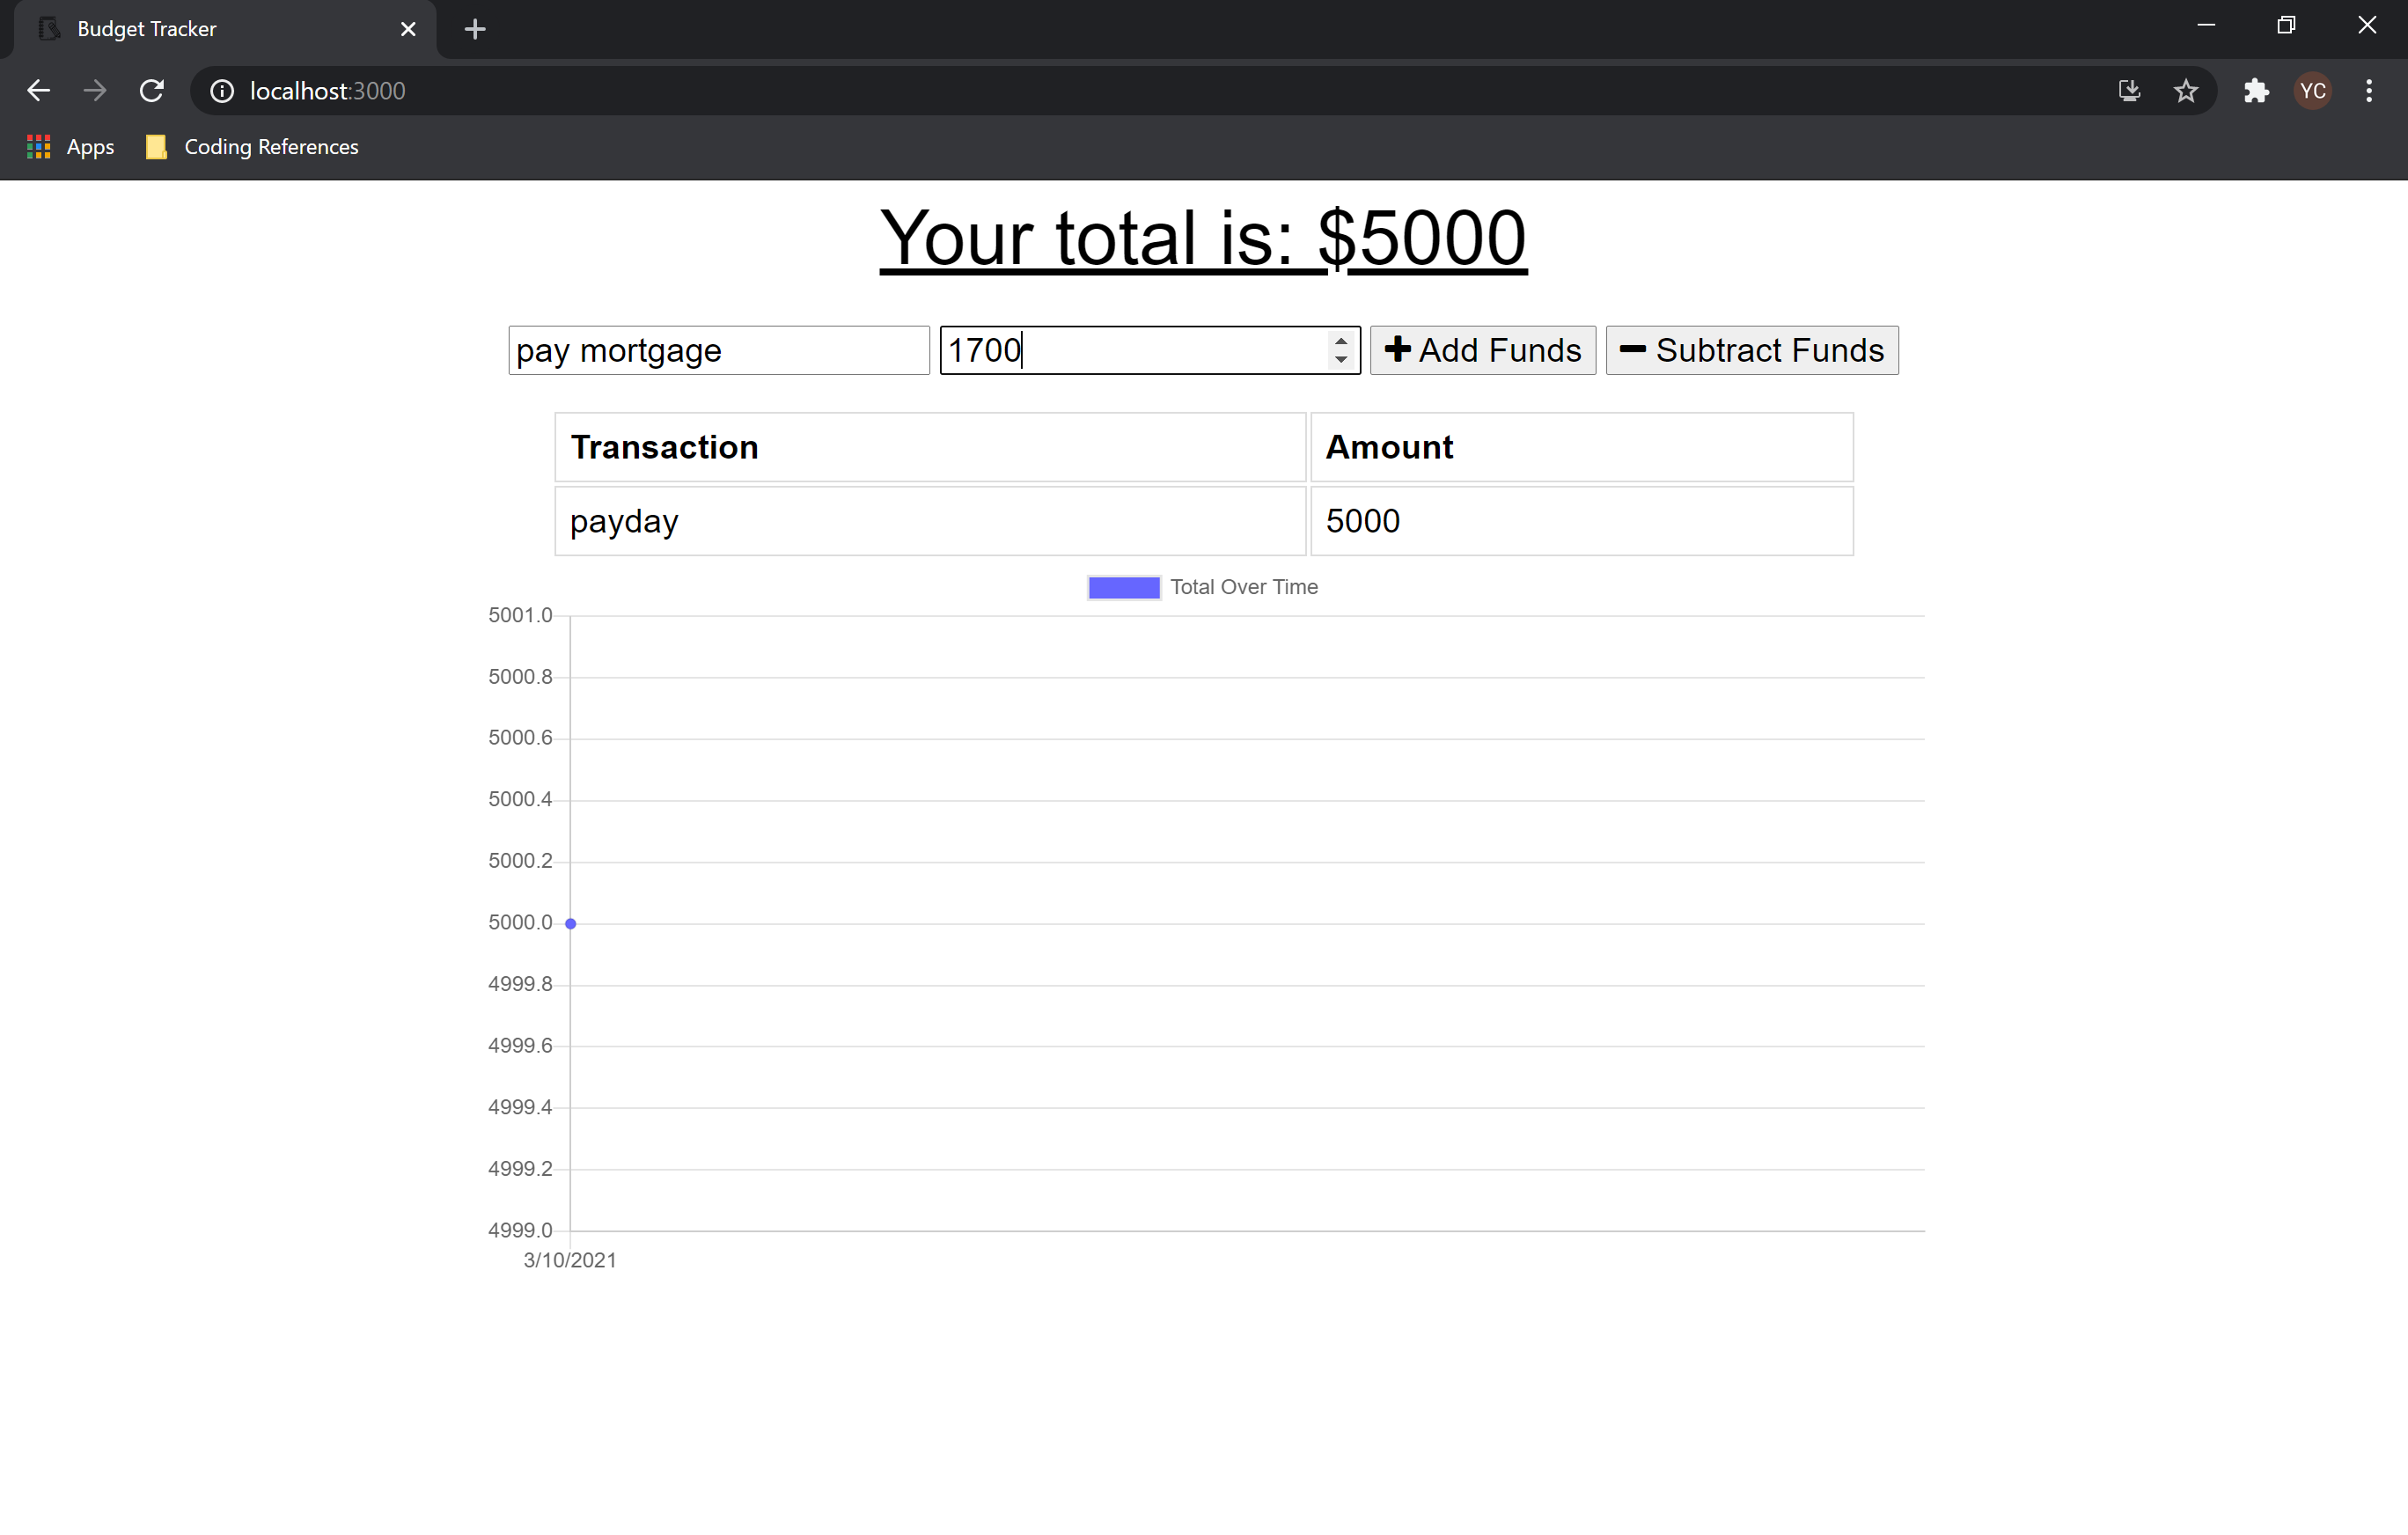 Budget Tracker
localhost:3000
YC
Apps Coding References
Your total is: $5000
pay mortgage 1700 Add Funds Subtract Funds
Transaction Amount
payday 5000
Total Over Time
5001.0
5000.8
5000.6
5000.4
5000.2
5000.0
4999.8
4999.6
4999.4
4999.2
4999.0
3/10/2021